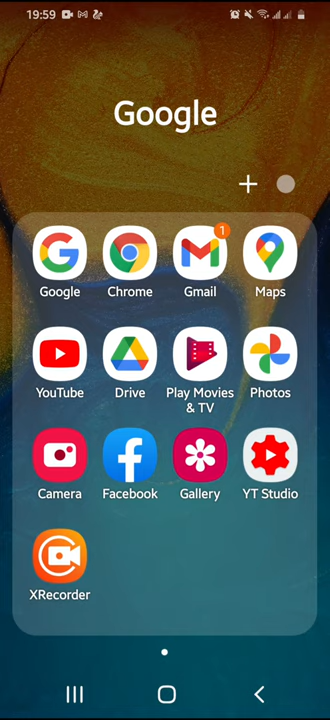 19:59
Google
Google Chrome Gmail 1 Maps
YouTube Drive Play Movies & TV Photos
Camera Facebook Gallery YT Studio
XRecorder